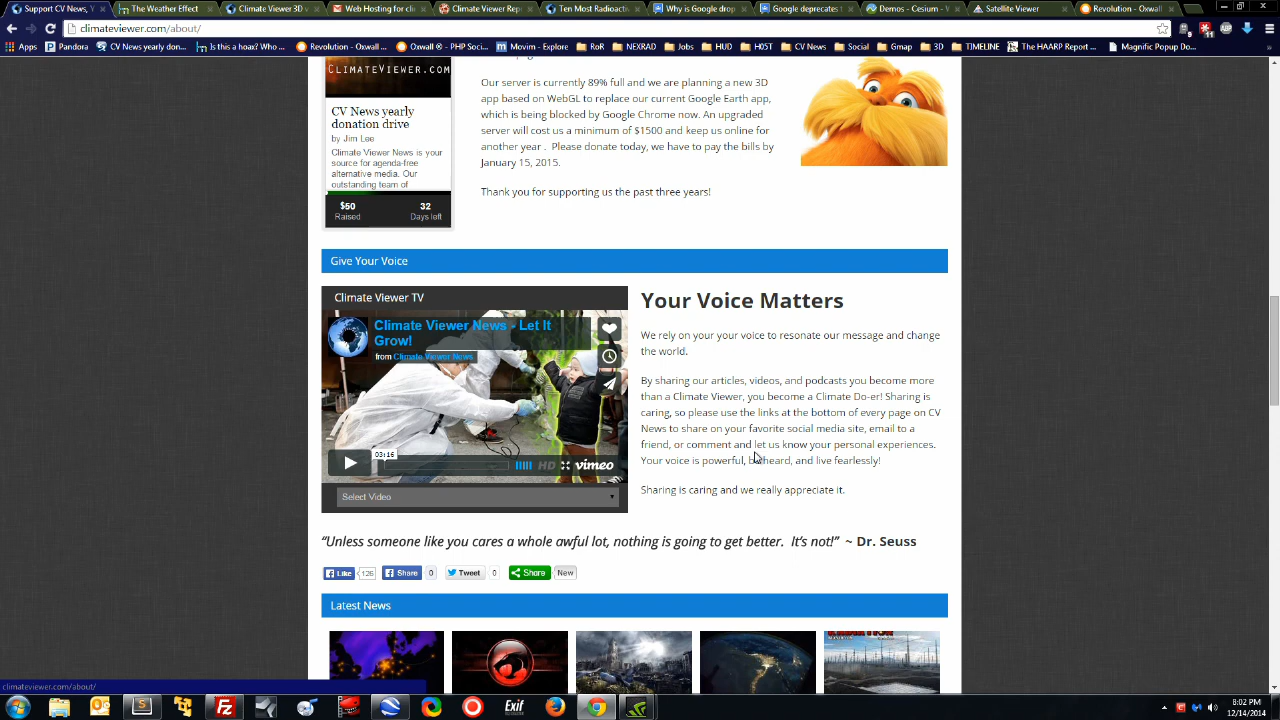 Support CV News, Y
The Weather Effect
Climate Viewer 3D v
Web Hosting for cli
Climate Viewer Rep
Ten Most Radioactiv
Why is Google drop
Google deprecates t
Demos - Cesium - V
Satellite Viewer
Revolution - Oxwall
climateviewer.com/about/
Apps
Pandora
CV News yearly don...
Is this a hoax? Who ...
Revolution - Oxwall ...
Oxwall ® - PHP Soci...
Movim - Explore
RoR
NEXRAD
Jobs
HUD
H05T
CV News
Social
Gmap
3D
TIMELINE
The HAARP Report ...
Magnific Popup Do...
CLIMATEVIEWER.COM
CV News yearly
donation drive
by Jim Lee
Climate Viewer News is your
source for agenda-free
alternative media. Our
outstanding team of
$50
32
Raised
Days left
Our server is currently 89% full and we are planning a new 3D
app based on WebGL to replace our current Google Earth app,
which is being blocked by Google Chrome now. An upgraded
server will cost us a minimum of $1500 and keep us online for
another year . Please donate today, we have to pay the bills by
January 15, 2015.
Thank you for supporting us the past three years!
Give Your Voice
Climate Viewer TV
Climate Viewer News - Let It
Grow!
from Climate Viewer News
03:16
HD
vimeo
Select Video
Your Voice Matters
We rely on your your voice to resonate our message and change
the world.
By sharing our articles, videos, and podcasts you become more
than a Climate Viewer, you become a Climate Do-er! Sharing is
caring, so please use the links at the bottom of every page on CV
News to share on your favorite social media site, email to a
friend, or comment and let us know your personal experiences.
Your voice is powerful, be heard, and live fearlessly!
Sharing is caring and we really appreciate it.
“Unless someone like you cares a whole awful lot, nothing is going to get better. It’s not!” ~ Dr. Seuss
Like
126
Share
0
Tweet
0
Share
New
Latest News
climateviewer.com/about/
Exif
8:02 PM
12/14/2014